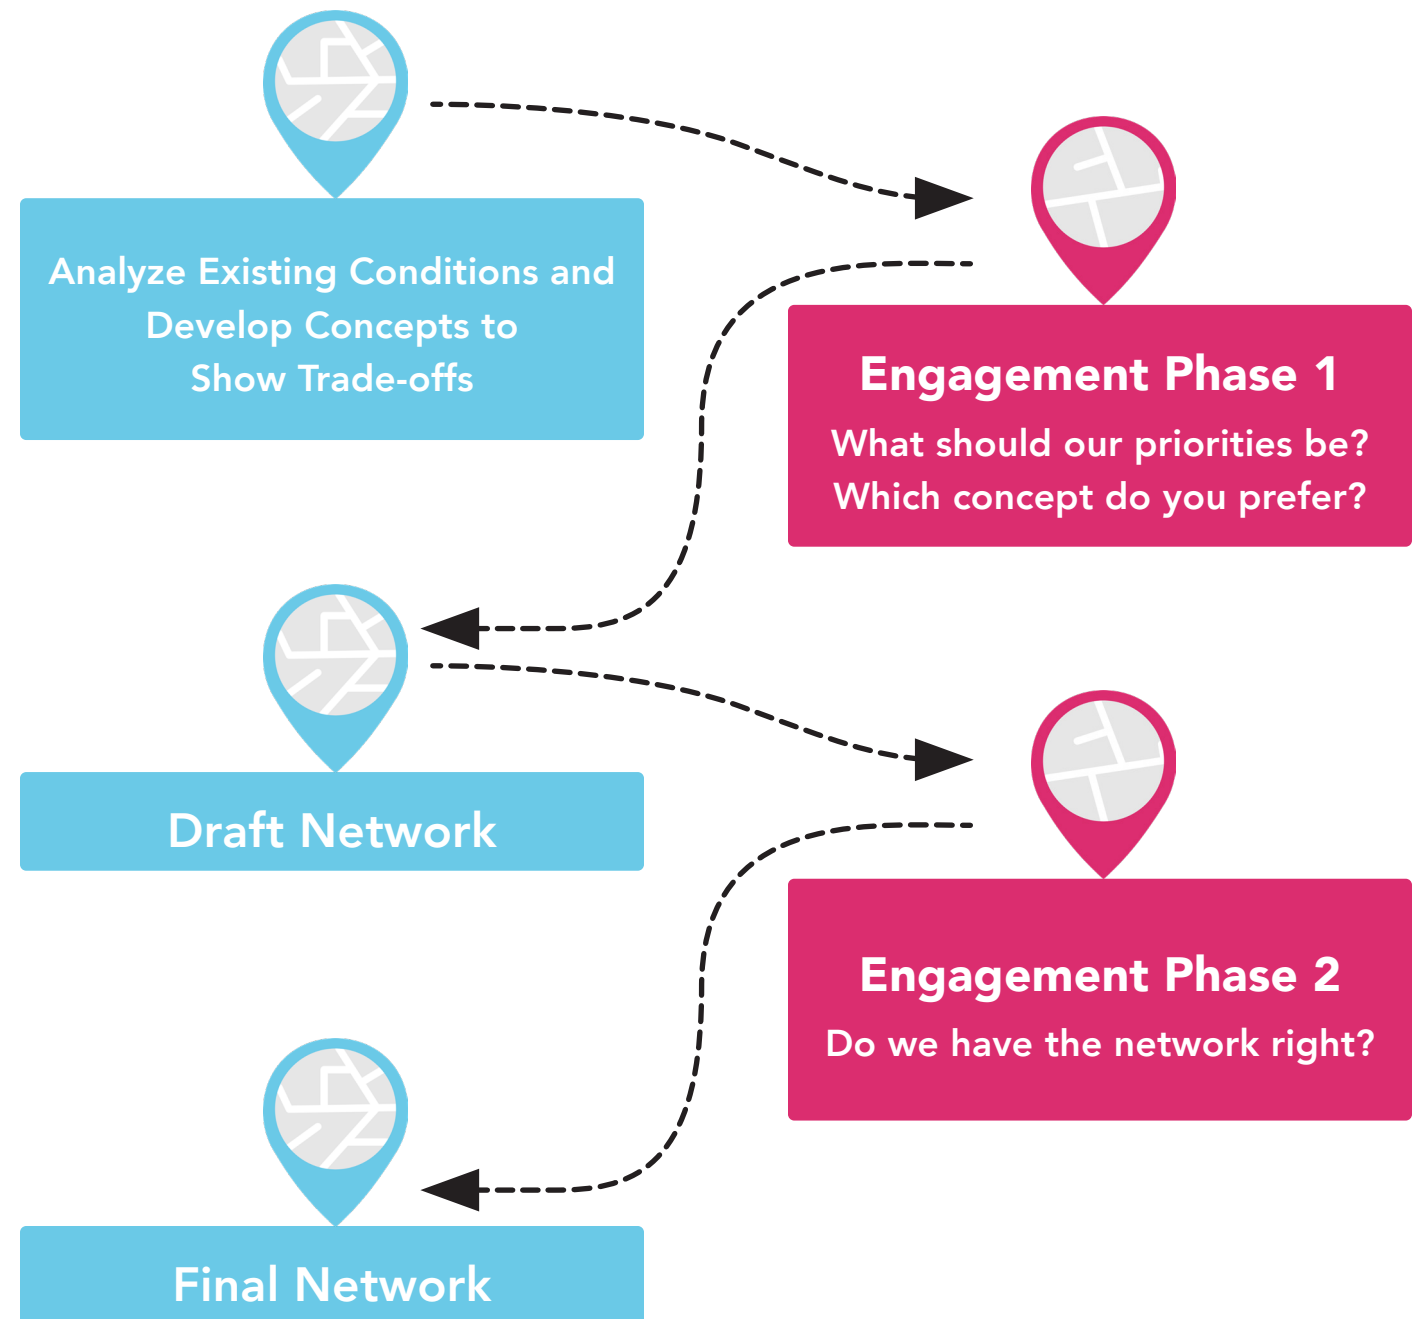 Analyze Existing Conditions and
Develop Concepts to
Show Trade-offs
Engagement Phase 1
What should our priorities be?
Which concept do you prefer?
Draft Network
Engagement Phase 2
Do we have the network right?
Final Network